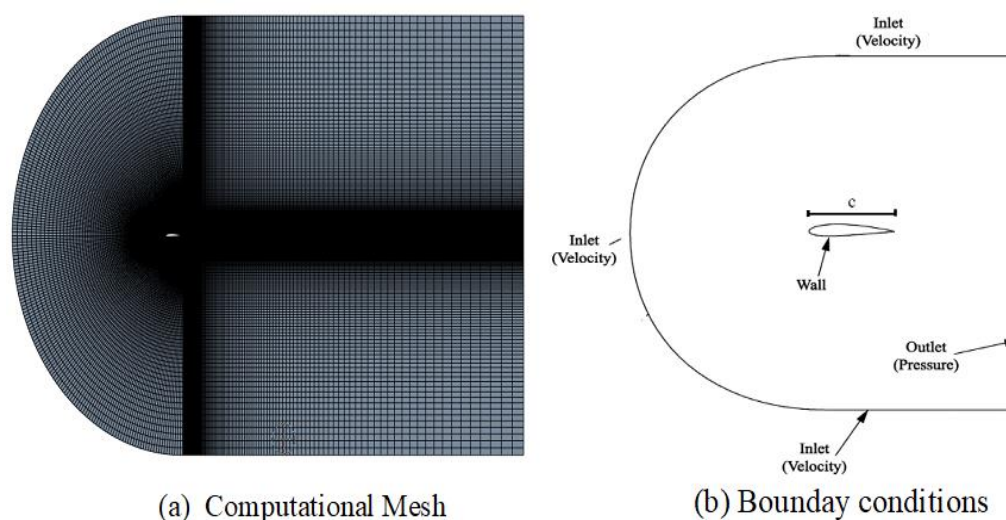 Inlet
(Velocity)
c
Inlet
(Velocity)
Wall
Outlet
(Pressure)
Inlet
(Velocity)
(a) Computational Mesh
(b) Bounday conditions